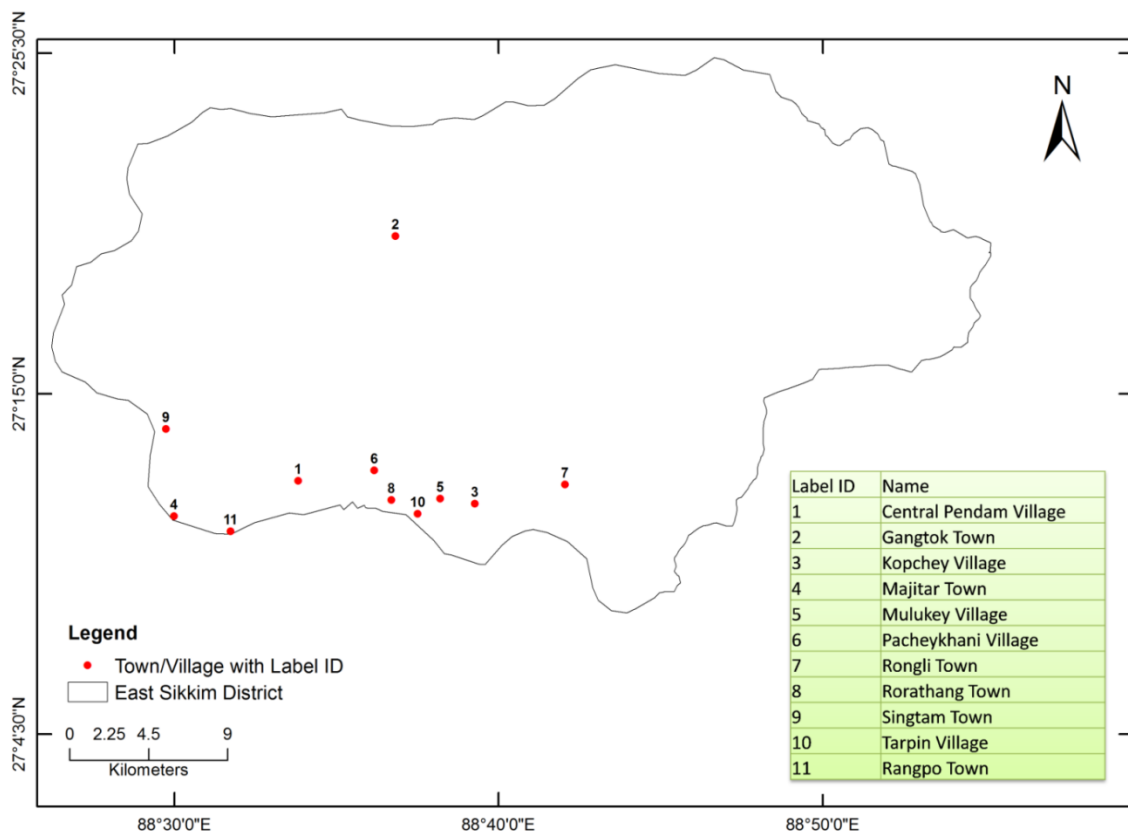 27°25'30"N
N
2
27°15'0"N
9
6
1
7
8
5
3
10
4
11
Label ID Name
1 Central Pendam Village
2 Gangtok Town
3 Kopchey Village
4 Majitar Town
5 Mulukey Village
6 Pacheykhani Village
7 Rongli Town
8 Rorathang Town
9 Singtam Town
10 Tarpin Village
11 Rangpo Town
Legend
Town/Village with Label ID
East Sikkim District
0 2.25 4.5 9
Kilometers
27°4'30"N
88°30'0"E 88°40'0"E 88°50'0"E